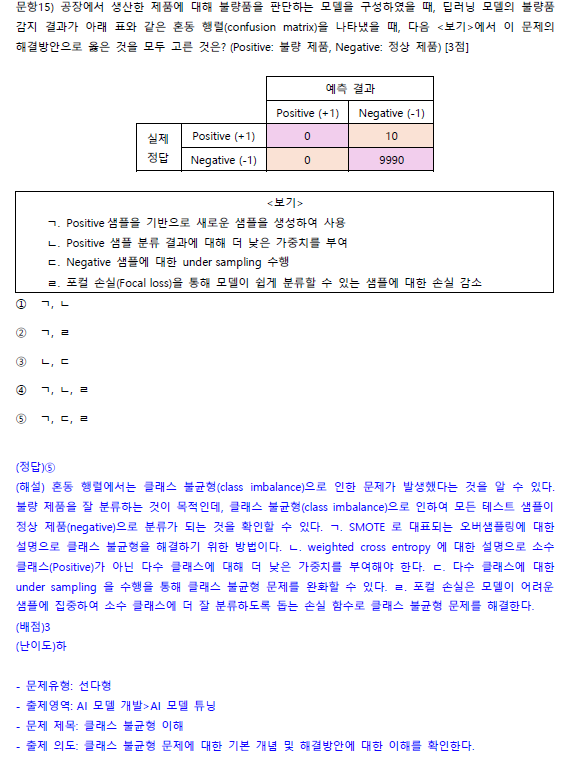 문항15) 공장에서 생산한 제품에 대해 불량품을 판단하는 모델을 구성하였을 때, 딥러닝 모델의 불량품
감지 결과가 아래 표와 같은 혼동 행렬(confusion matrix)을 나타냈을 때, 다음 <보기>에서 이 문제의
해결방안으로 옳은 것을 모두 고른 것은? (Positive: 불량 제품, Negative: 정상 제품) [3점]
예측 결과
Positive (+1) Negative (-1)
실제 정답
Positive (+1) 0 10
Negative (-1) 0 9990
<보기>
ㄱ. Positive샘플을 기반으로 새로운 샘플을 생성하여 사용
ㄴ. Positive 샘플 분류 결과에 대해 더 낮은 가중치를 부여
ㄷ. Negative 샘플에 대한 under sampling 수행
ㄹ. 포컬 손실(Focal loss)을 통해 모델이 쉽게 분류할 수 있는 샘플에 대한 손실 감소
① ㄱ, ㄴ
② ㄱ, ㄹ
③ ㄴ, ㄷ
④ ㄱ, ㄴ, ㄹ
⑤ ㄱ, ㄷ, ㄹ
(정답)⑤
(해설) 혼동 행렬에서는 클래스 불균형(class imbalance)으로 인한 문제가 발생했다는 것을 알 수 있다.
불량 제품을 잘 분류하는 것이 목적인데, 클래스 불균형(class imbalance)으로 인하여 모든 테스트 샘플이
정상 제품(negative)으로 분류가 되는 것을 확인할 수 있다. ㄱ. SMOTE 로 대표되는 오버샘플링에 대한
설명으로 클래스 불균형을 해결하기 위한 방법이다. ㄴ. weighted cross entropy 에 대한 설명으로 소수
클래스(Positive)가 아닌 다수 클래스에 대해 더 낮은 가중치를 부여해야 한다. ㄷ. 다수 클래스에 대한
under sampling 을 수행을 통해 클래스 불균형 문제를 완화할 수 있다. ㄹ. 포컬 손실은 모델이 어려운
샘플에 집중하여 소수 클래스에 더 잘 분류하도록 돕는 손실 함수로 클래스 불균형 문제를 해결한다.
(배점)3
(난이도)하
- 문제유형: 선다형
- 출제영역: AI 모델 개발>AI 모델 튜닝
- 문제 제목: 클래스 불균형 이해
- 출제 의도: 클래스 불균형 문제에 대한 기본 개념 및 해결방안에 대한 이해를 확인한다.